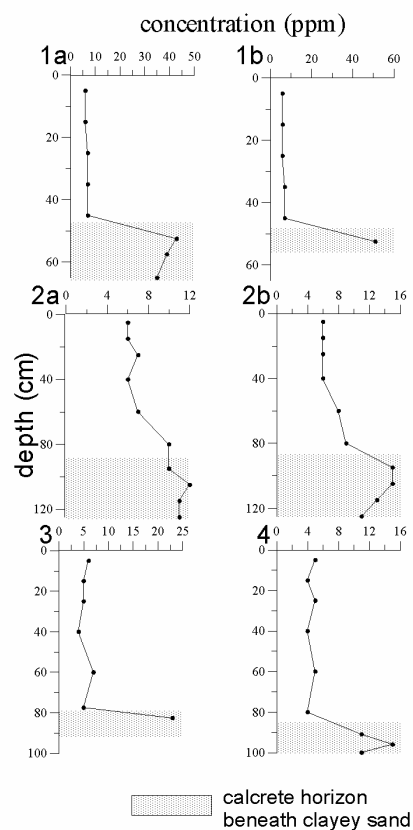 concentration (ppm)
1a
0 10 20 30 40 50
0
20
40
60
1b
0 20 40 60
0
20
40
60
2a
0 4 8 12
0
40
80
120
2b
0 4 8 12 16
0
40
80
120
depth (cm)
3
0 5 10 15 20 25
0
20
40
60
80
100
4
0 4 8 12 16
0
20
40
60
80
100
calcrete horizon
beneath clayey sand